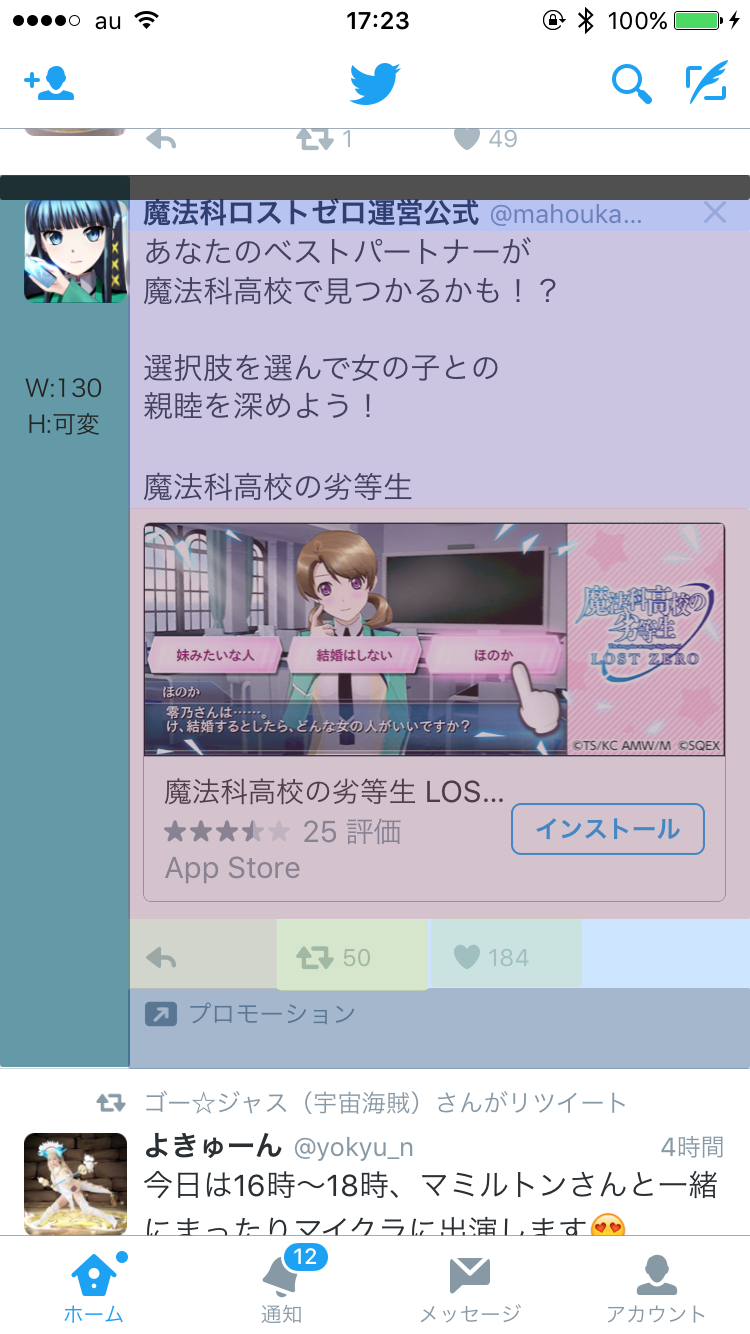 au 17:23 100%
1 49
魔法科ロストゼロ運営公式 @mahouka...
あなたのベストパートナーが
魔法科高校で見つかるかも！？
選択肢を選んで女の子との
親睦を深めよう！
魔法科高校の劣等生
W:130
H:可変
妹みたいな人 結婚はしない ほのか
ほのか
雫乃さんは……。
け、結婚するとしたら、どんな女の人がいいですか?
魔法科高校の
劣等生
LOST ZERO
©TS/KC AMW/M ©SQEX
魔法科高校の劣等生 LOS...
25 評価
インストール
App Store
50 184
プロモーション
ゴー☆ジャス（宇宙海賊）さんがリツイート
よきゅーん @yokyu_n 4時間
今日は16時〜18時、マミルトンさんと一緒
にまったりマイクラに出演します😍
12
ホーム 通知 メッセージ アカウント